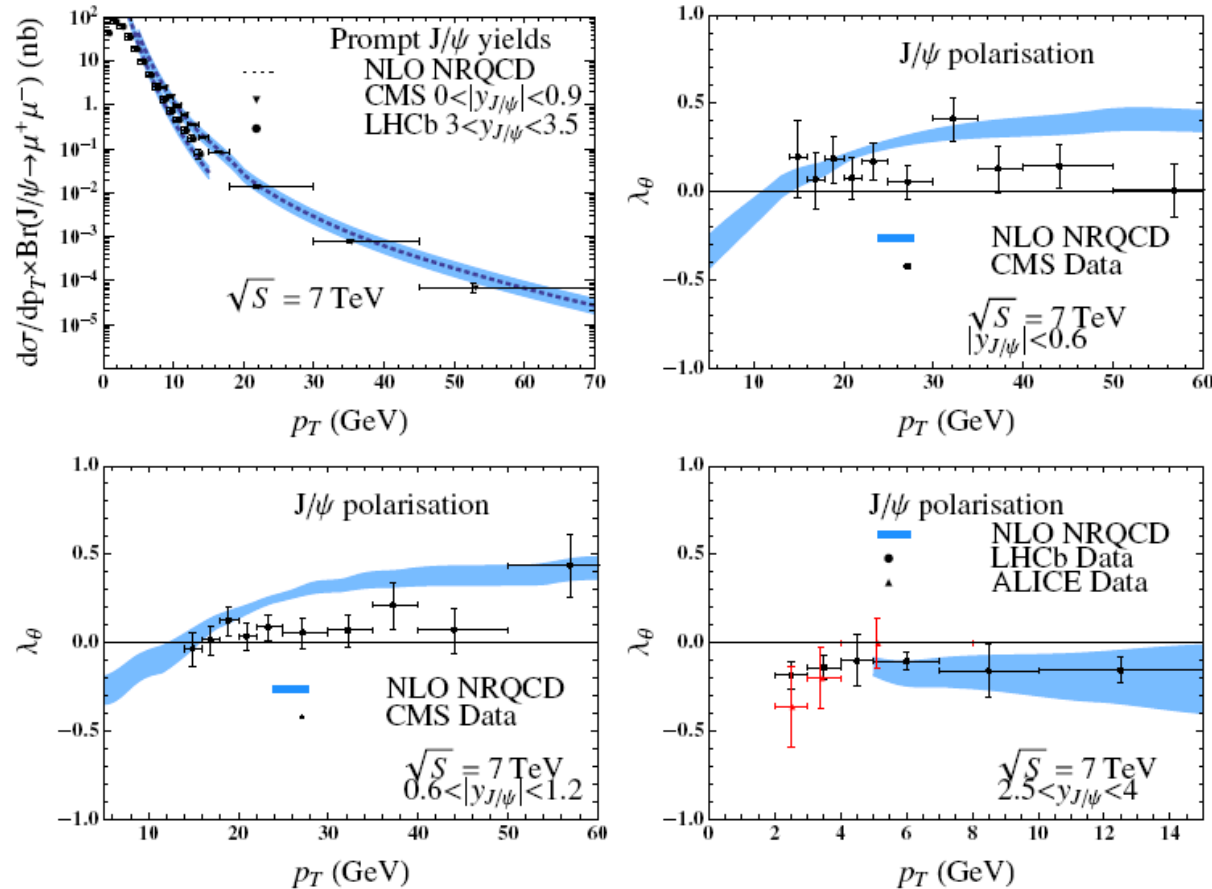 dσ/dp_T×Br(J/ψ→μ⁺μ⁻) (nb)
100
10
1.
10⁻¹
10⁻²
10⁻³
10⁻⁴
10⁻⁵
Prompt J/ψ yields
NLO NRQCD
CMS 0<|y_{J/ψ}|<0.9
LHCb 3<y_{J/ψ}<3.5
√S = 7 TeV
0 10 20 30 40 50 60 70
p_T (GeV)
λ_θ
1.0
0.5
0.0
−0.5
−1.0
J/ψ polarisation
NLO NRQCD
CMS Data
√S = 7 TeV
|y_{J/ψ}|<0.6
10 20 30 40 50 60
p_T (GeV)
λ_θ
1.0
0.5
0.0
−0.5
−1.0
J/ψ polarisation
NLO NRQCD
CMS Data
√S = 7 TeV
0.6<|y_{J/ψ}|<1.2
10 20 30 40 50 60
p_T (GeV)
λ_θ
1.0
0.5
0.0
−0.5
−1.0
J/ψ polarisation
NLO NRQCD
LHCb Data
ALICE Data
√S = 7 TeV
2.5<y_{J/ψ}<4
0 2 4 6 8 10 12 14
p_T (GeV)